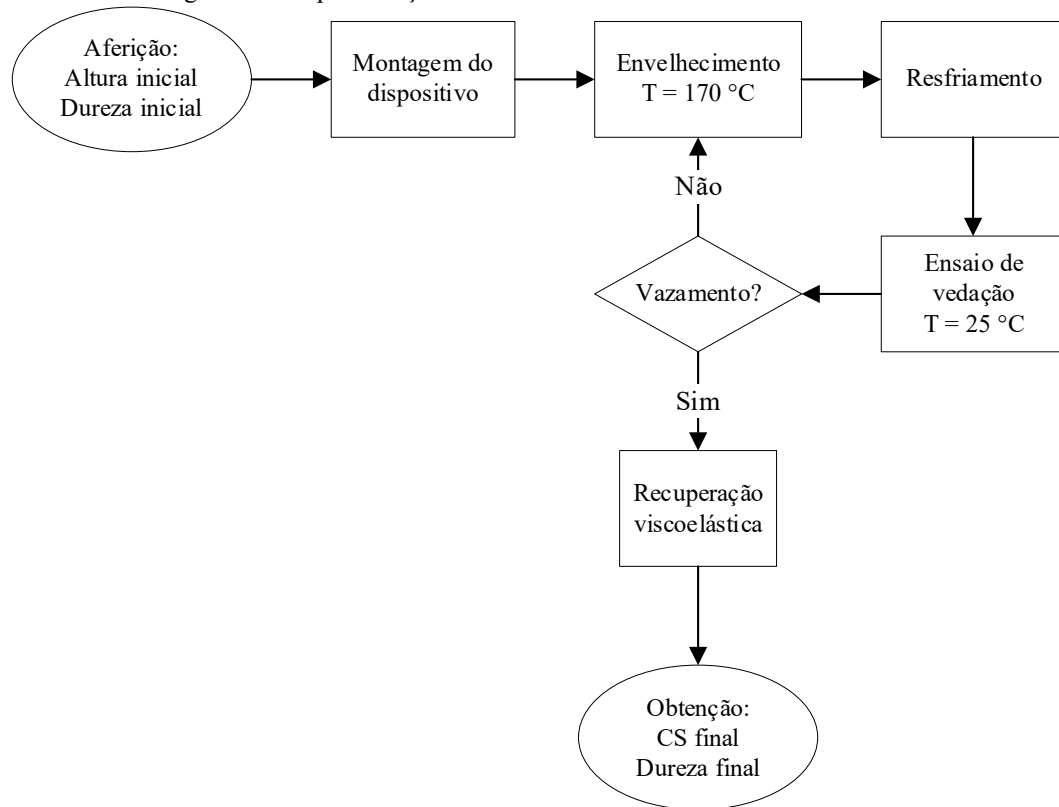 Aferição:
Altura inicial
Dureza inicial
Montagem do
dispositivo
Envelhecimento
T = 170 °C
Resfriamento
Ensaio de
vedação
T = 25 °C
Vazamento?
Não
Sim
Recuperação
viscoelástica
Obtenção:
CS final
Dureza final